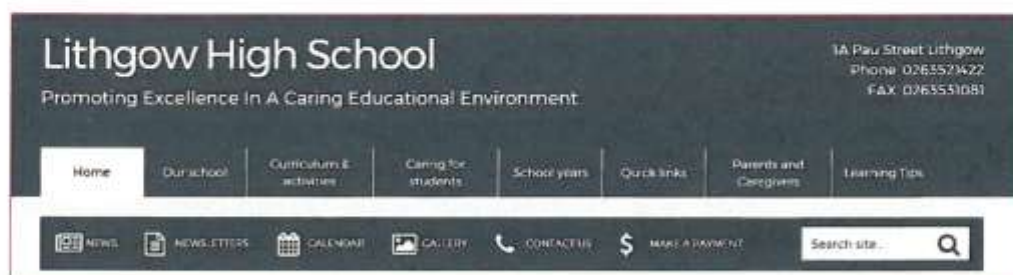 Lithgow High School
Promoting Excellence In A Caring Educational Environment
1A Pau Street Lithgow
Phone 0263521422
FAX 0263531081
Home
Our school
Curriculum &
activities
Caring for
students
School years
Quick links
Parents and
Caregivers
Learning Tips
NEWS
NEWSLETTERS
CALENDAR
GALLERY
CONTACT US
$ MAKE A PAYMENT
Search site...